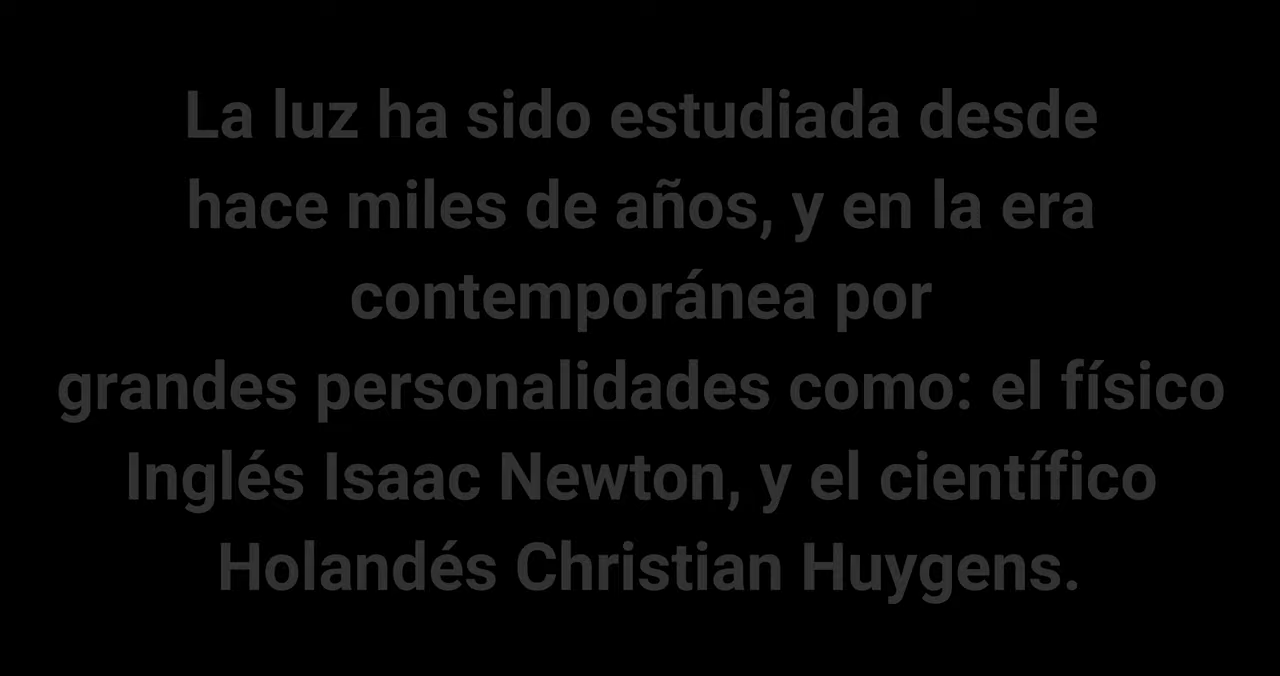 La luz ha sido estudiada desde
hace miles de años, y en la era
contemporánea por
grandes personalidades como: el físico
Inglés Isaac Newton, y el científico
Holandés Christian Huygens.